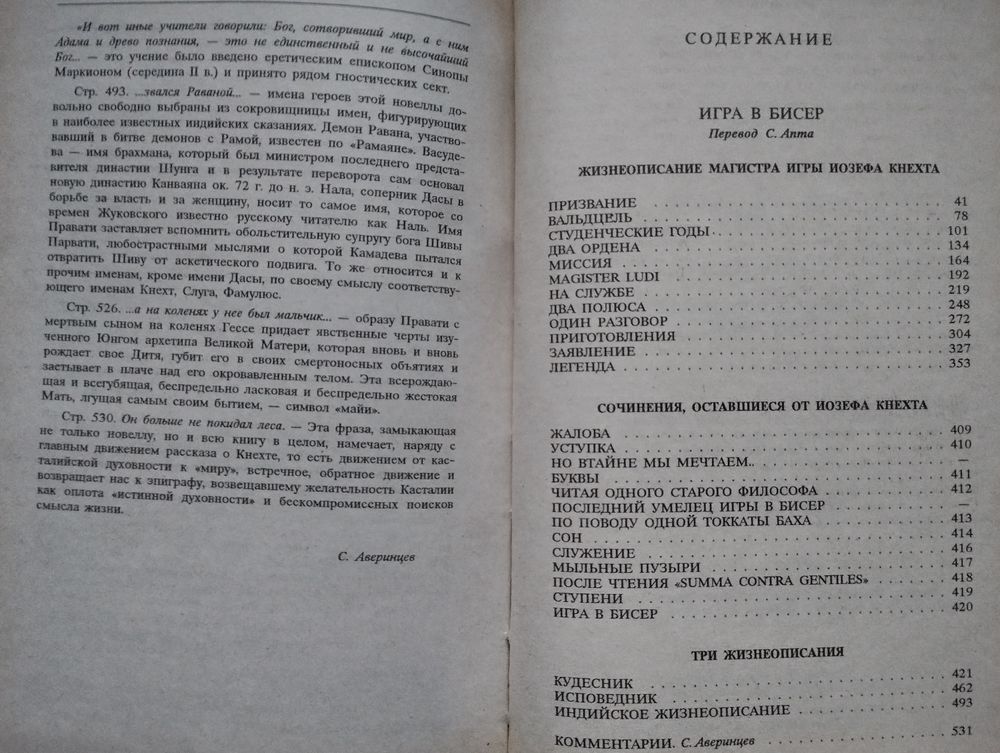 «И вот иные учители говорили: Бог, сотворивший мир, а с ним
Адама и древо познания, — это не единственный и не высочайший
Бог... — это учение было введено еретическим епископом Синопы
Маркионом (середина II в.) и принято рядом гностических сект.
Стр. 493. ...звался Раваной... — имена героев этой новеллы до-
вольно свободно выбраны из сокровищницы имен, фигурирующих
в наиболее известных индийских сказаниях. Демон Равана, участво-
вавший в битве демонов с Рамой, известен по «Рамаяне». Васуде-
ва — имя брахмана, который был министром последнего предста-
вителя династии Шунга и в результате переворота сам основал
новую династию Канваяна ок. 72 г. до н. э. Нала, соперник Дасы в
борьбе за власть и за женщину, носит то самое имя, которое со
времен Жуковского известно русскому читателю как Наль. Имя
Правати заставляет вспомнить обольстительную супругу бога Шивы
Парвати, любострастными мыслями о которой Камадева пытался
отвратить Шиву от аскетического подвига. То же относится и к
прочим именам, кроме имени Дасы, по своему смыслу соответству-
ющего именам Кнехт, Слуга, Фамулюс.
Стр. 526. ...а на коленях у нее был мальчик... — образу Правати с
мертвым сыном на коленях Гессе придает явственные черты изу-
ченного Юнгом архетипа Великой Матери, которая вновь и вновь
рождает свое Дитя, губит его в своих смертоносных объятиях и
застывает в плаче над его окровавленным телом. Эта всерождаю-
щая и всегубящая, беспредельно ласковая и беспредельно жестокая
Мать, лгущая самым своим бытием, — символ «майи».
Стр. 530. Он больше не покидал леса. — Эта фраза, замыкающая
не только новеллу, но и всю книгу в целом, намечает, наряду с
главным движением рассказа о Кнехте, то есть движением от кас-
талийской духовности к «миру», встречное, обратное движение и
возвращает нас к эпиграфу, возвещавшему желательность Касталии
как оплота «истинной духовности» и бескомпромиссных поисков
смысла жизни.
С. Аверинцев
СОДЕРЖАНИЕ
ИГРА В БИСЕР
Перевод С. Апта
ЖИЗНЕОПИСАНИЕ МАГИСТРА ИГРЫ ИОЗЕФА КНЕХТА
ПРИЗВАНИЕ 41
ВАЛЬДЦЕЛЬ 78
СТУДЕНЧЕСКИЕ ГОДЫ 101
ДВА ОРДЕНА 134
МИССИЯ 164
MAGISTER LUDI 192
НА СЛУЖБЕ 219
ДВА ПОЛЮСА 248
ОДИН РАЗГОВОР 272
ПРИГОТОВЛЕНИЯ 304
ЗАЯВЛЕНИЕ 327
ЛЕГЕНДА 353
СОЧИНЕНИЯ, ОСТАВШИЕСЯ ОТ ИОЗЕФА КНЕХТА
ЖАЛОБА 409
УСТУПКА 410
НО ВТАЙНЕ МЫ МЕЧТАЕМ.. —
БУКВЫ 411
ЧИТАЯ ОДНОГО СТАРОГО ФИЛОСОФА 412
ПОСЛЕДНИЙ УМЕЛЕЦ ИГРЫ В БИСЕР —
ПО ПОВОДУ ОДНОЙ ТОККАТЫ БАХА 413
СОН 414
СЛУЖЕНИЕ 416
МЫЛЬНЫЕ ПУЗЫРИ 417
ПОСЛЕ ЧТЕНИЯ «SUMMA CONTRA GENTILES» 418
СТУПЕНИ 419
ИГРА В БИСЕР 420
ТРИ ЖИЗНЕОПИСАНИЯ
КУДЕСНИК 421
ИСПОВЕДНИК 462
ИНДИЙСКОЕ ЖИЗНЕОПИСАНИЕ 493
КОММЕНТАРИИ. С. Аверинцев 531